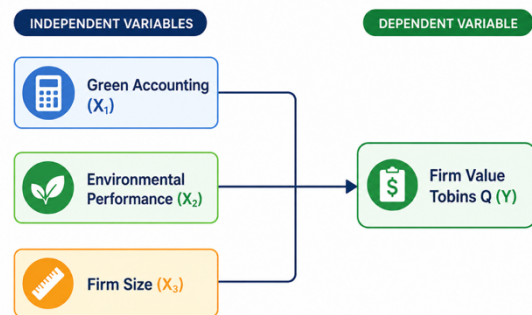 INDEPENDENT VARIABLES
DEPENDENT VARIABLE
Green Accounting
(X₁)
Environmental
Performance (X₂)
Firm Size (X₃)
$
Firm Value
Tobins Q (Y)